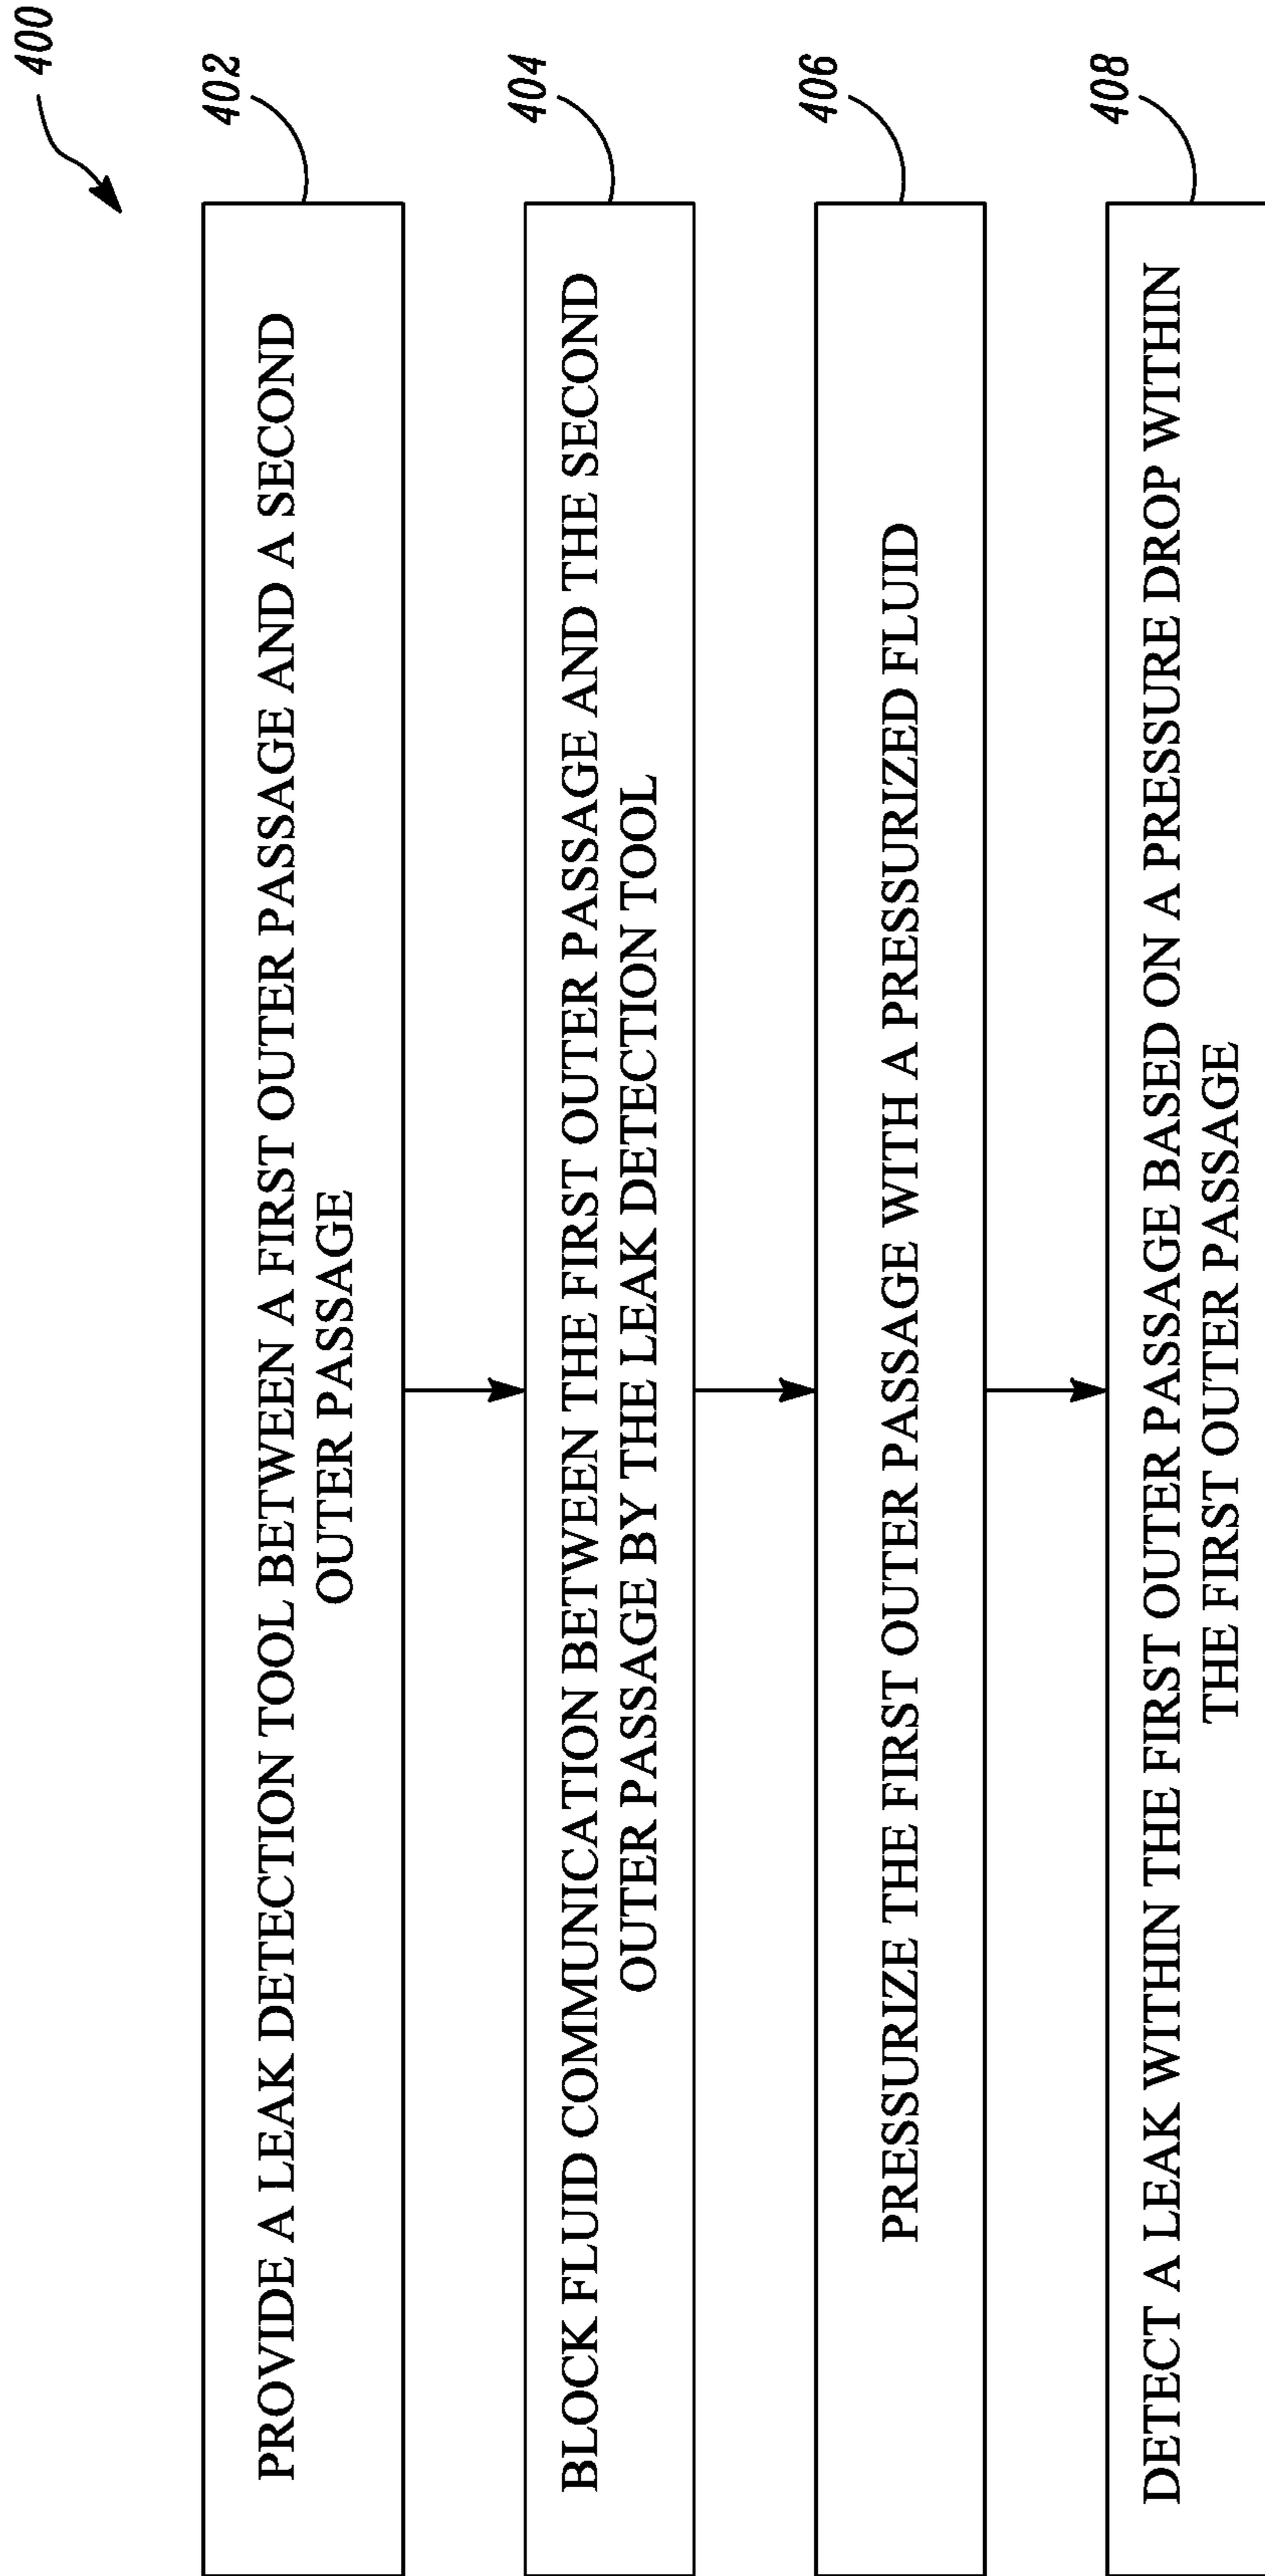 400
402
PROVIDE A LEAK DETECTION TOOL BETWEEN A FIRST OUTER PASSAGE AND A SECOND
OUTER PASSAGE
404
BLOCK FLUID COMMUNICATION BETWEEN THE FIRST OUTER PASSAGE AND THE SECOND
OUTER PASSAGE BY THE LEAK DETECTION TOOL
406
PRESSURIZE THE FIRST OUTER PASSAGE WITH A PRESSURIZED FLUID
408
DETECT A LEAK WITHIN THE FIRST OUTER PASSAGE BASED ON A PRESSURE DROP WITHIN
THE FIRST OUTER PASSAGE